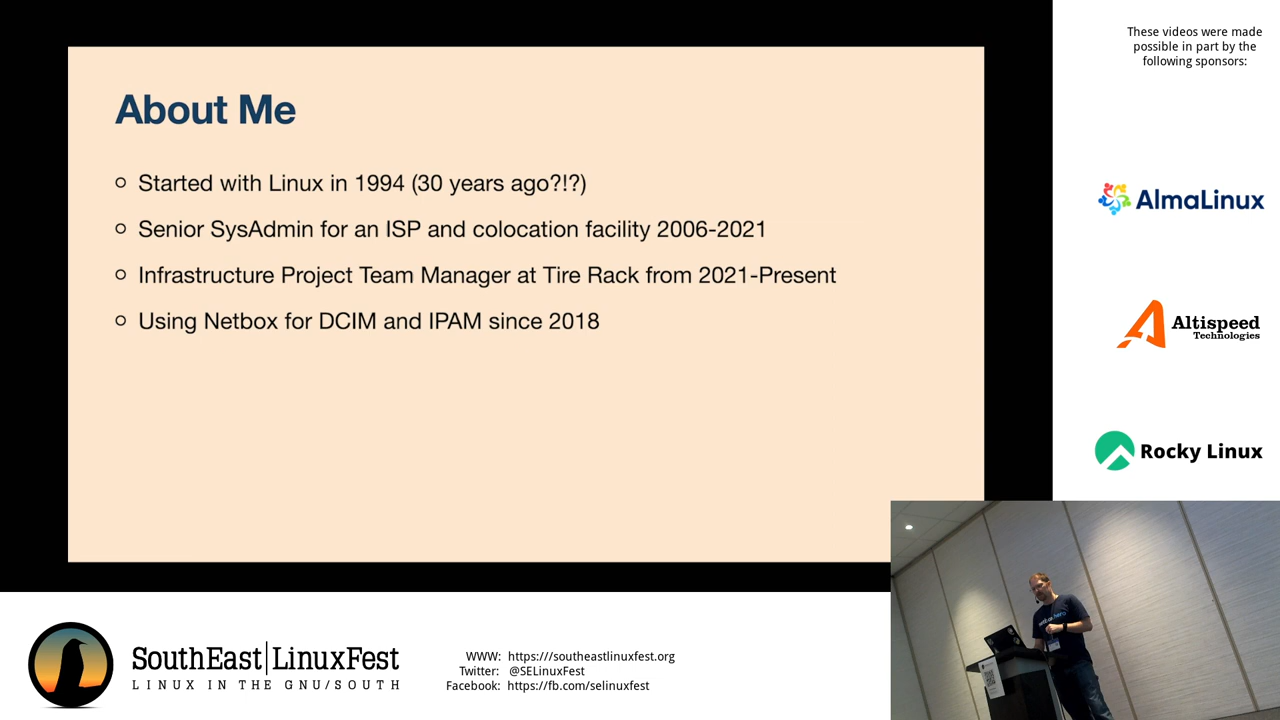 About Me
Started with Linux in 1994 (30 years ago?!?)
Senior SysAdmin for an ISP and colocation facility 2006-2021
Infrastructure Project Team Manager at Tire Rack from 2021-Present
Using Netbox for DCIM and IPAM since 2018
These videos were made
possible in part by the
following sponsors:
AlmaLinux
Altispeed
Technologies
Rocky Linux
SouthEast LinuxFest
LINUX IN THE GNU/SOUTH
WWW: https:///southeastlinuxfest.org
Twitter: @SELinuxFest
Facebook: https://fb.com/selinuxfest